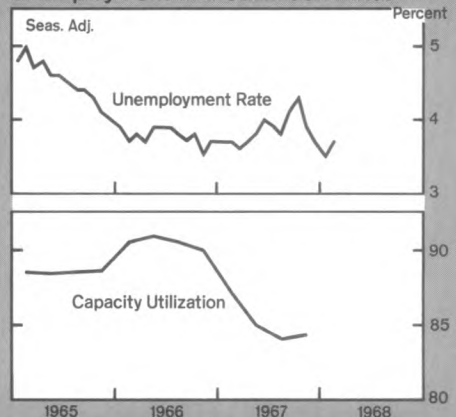 Percent
Seas. Adj.
5
Unemployment Rate
4
3
90
Capacity Utilization
85
80
1965 1966 1967 1968